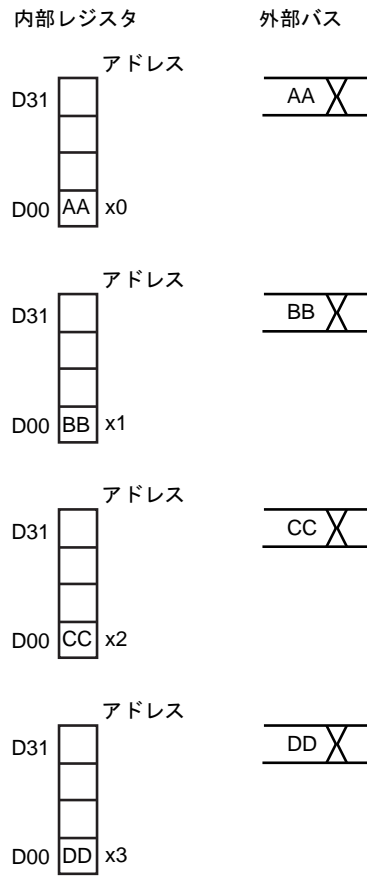 内部レジスタ 外部バス
アドレス
D31 AA
D00 AA x0
アドレス
D31 BB
D00 BB x1
アドレス
D31 CC
D00 CC x2
アドレス
D31 DD
D00 DD x3